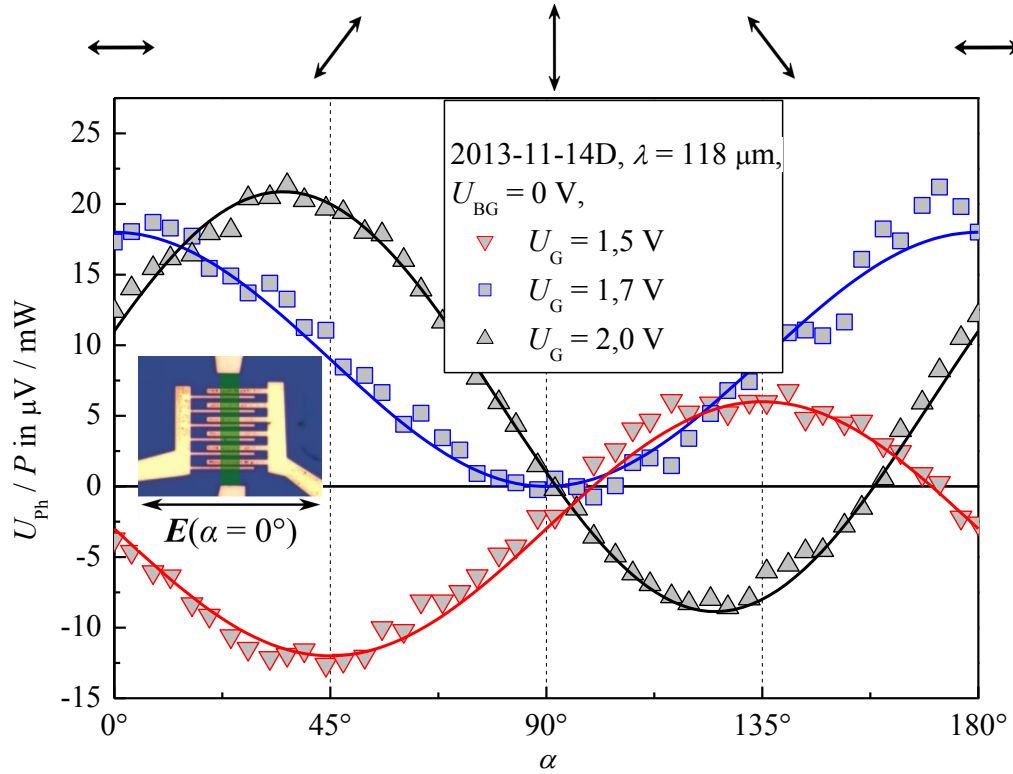 25
20
15
10
5
0
-5
-10
-15
U_Ph / P in μV / mW
2013-11-14D, λ = 118 μm,
U_BG = 0 V,
U_G = 1,5 V
U_G = 1,7 V
U_G = 2,0 V
E(α = 0°)
0° 45° 90° 135° 180°
α